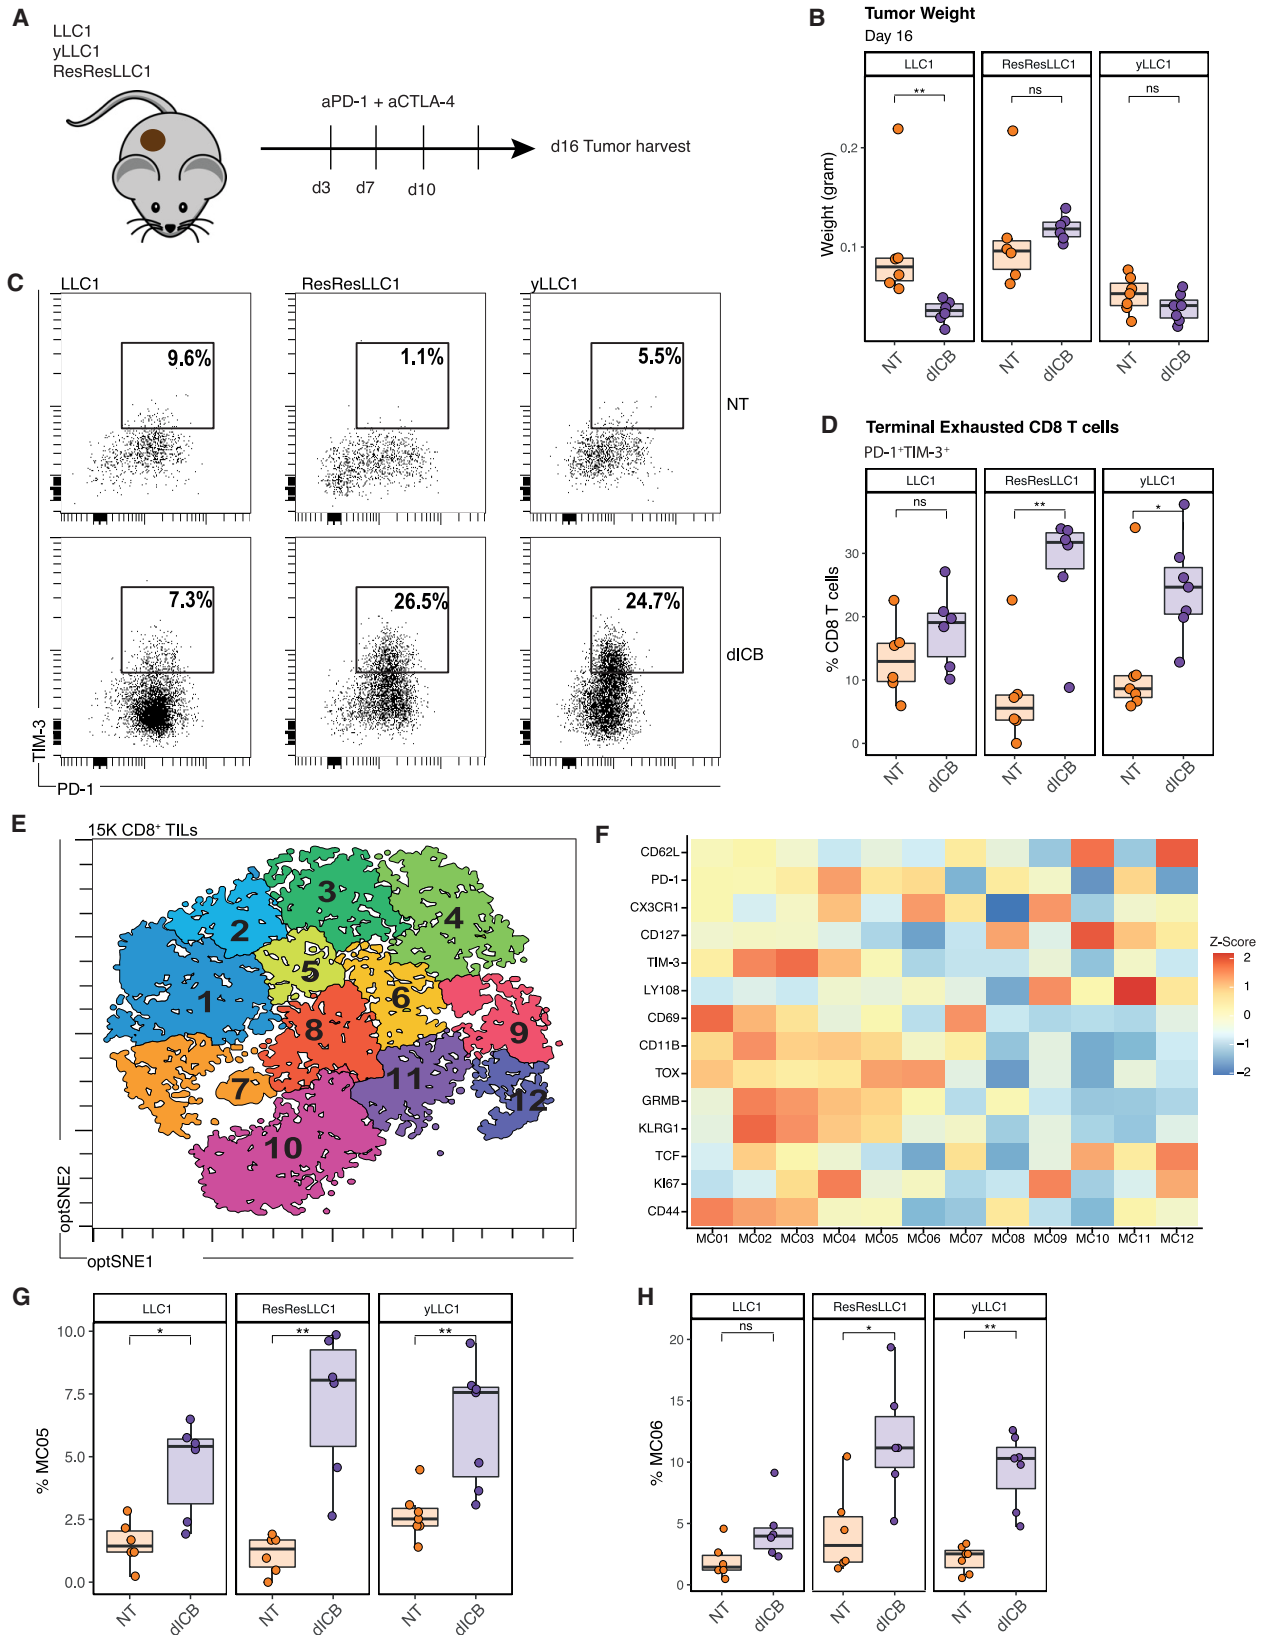 A
LLC1
yLLC1
ResResLLC1
aPD-1 + aCTLA-4
d3 d7 d10
d16 Tumor harvest
B
Tumor Weight
Day 16
LLC1 ResResLLC1 yLLC1
** ns ns
Weight (gram)
0.2
0.1
NT dICB NT dICB NT dICB
C
LLC1 ResResLLC1 yLLC1
9.6% 1.1% 5.5%
NT
7.3% 26.5% 24.7%
dICB
TIM-3
PD-1
D
Terminal Exhausted CD8 T cells
PD-1⁺TIM-3⁺
LLC1 ResResLLC1 yLLC1
ns ** *
% CD8 T cells
30
20
10
0
NT dICB NT dICB NT dICB
E
15K CD8⁺ TILs
1
2
3
4
5
6
7
8
9
10
11
12
optSNE2
optSNE1
F
CD62L
PD-1
CX3CR1
CD127
TIM-3
LY108
CD69
CD11B
TOX
GRMB
KLRG1
TCF
KI67
CD44
MC01 MC02 MC03 MC04 MC05 MC06 MC07 MC08 MC09 MC10 MC11 MC12
Z-Score
2
1
0
−1
−2
G
LLC1 ResResLLC1 yLLC1
* ** **
% MC05
10.0
7.5
5.0
2.5
0.0
NT dICB NT dICB NT dICB
H
LLC1 ResResLLC1 yLLC1
ns * **
% MC06
20
15
10
5
0
NT dICB NT dICB NT dICB